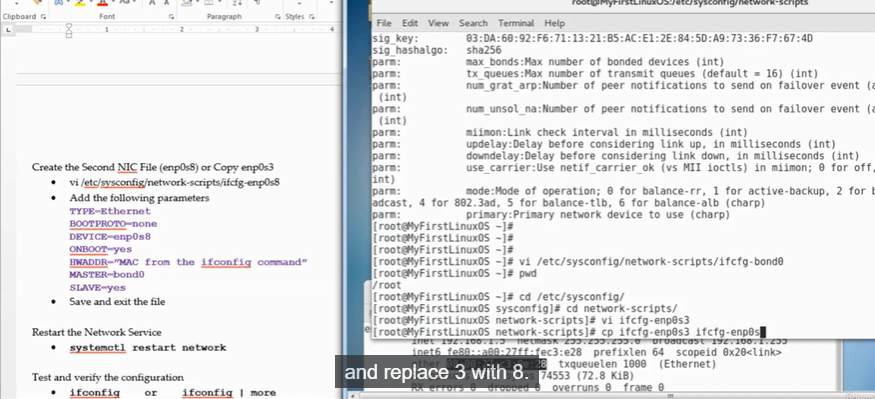 Clipboard
Font
Paragraph
Styles
Create the Second NIC File (enp0s8) or Copy enp0s3
• vi /etc/sysconfig/network-scripts/ifcfg-enp0s8
• Add the following parameters
TYPE=Ethernet
BOOTPROTO=none
DEVICE=enp0s8
ONBOOT=yes
HWADDR="MAC from the ifconfig command"
MASTER=bond0
SLAVE=yes
• Save and exit the file
Restart the Network Service
• systemctl restart network
Test and verify the configuration
• ifconfig or ifconfig | more
root@MyFirstLinuxOS:/etc/sysconfig/network-scripts
File Edit View Search Terminal Help
sig_key: 03:DA:60:92:F6:71:13:21:B5:AC:E1:2E:84:5D:A9:73:36:F7:67:4D
sig_hashalgo: sha256
parm: max_bonds:Max number of bonded devices (int)
parm: tx_queues:Max number of transmit queues (default = 16) (int)
parm: num_grat_arp:Number of peer notifications to send on failover event (a
(int)
parm: num_unsol_na:Number of peer notifications to send on failover event (a
(int)
parm: miimon:Link check interval in milliseconds (int)
parm: updelay:Delay before considering link up, in milliseconds (int)
parm: downdelay:Delay before considering link down, in milliseconds (int)
parm: use_carrier:Use netif_carrier_ok (vs MII ioctls) in miimon; 0 for off,
int)
parm: mode:Mode of operation; 0 for balance-rr, 1 for active-backup, 2 for b
adcast, 4 for 802.3ad, 5 for balance-tlb, 6 for balance-alb (charp)
parm: primary:Primary network device to use (charp)
[root@MyFirstLinuxOS ~]#
[root@MyFirstLinuxOS ~]#
[root@MyFirstLinuxOS ~]#
[root@MyFirstLinuxOS ~]# vi /etc/sysconfig/network-scripts/ifcfg-bond0
[root@MyFirstLinuxOS ~]# pwd
/root
[root@MyFirstLinuxOS ~]# cd /etc/sysconfig/
[root@MyFirstLinuxOS sysconfig]# cd network-scripts/
[root@MyFirstLinuxOS network-scripts]# vi ifcfg-enp0s3
[root@MyFirstLinuxOS network-scripts]# cp ifcfg-enp0s3 ifcfg-enp0s
inet 192.168.1.5 netmask 255.255.255.0 broadcast 192.168.1.255
inet6 fe80::a00:27ff:fec3:e28 prefixlen 64 scopeid 0x20<link>
txqueuelen 1000 (Ethernet)
74553 (72.8 KiB)
RX errors 0 dropped 0 overruns 0 frame 0
and replace 3 with 8.